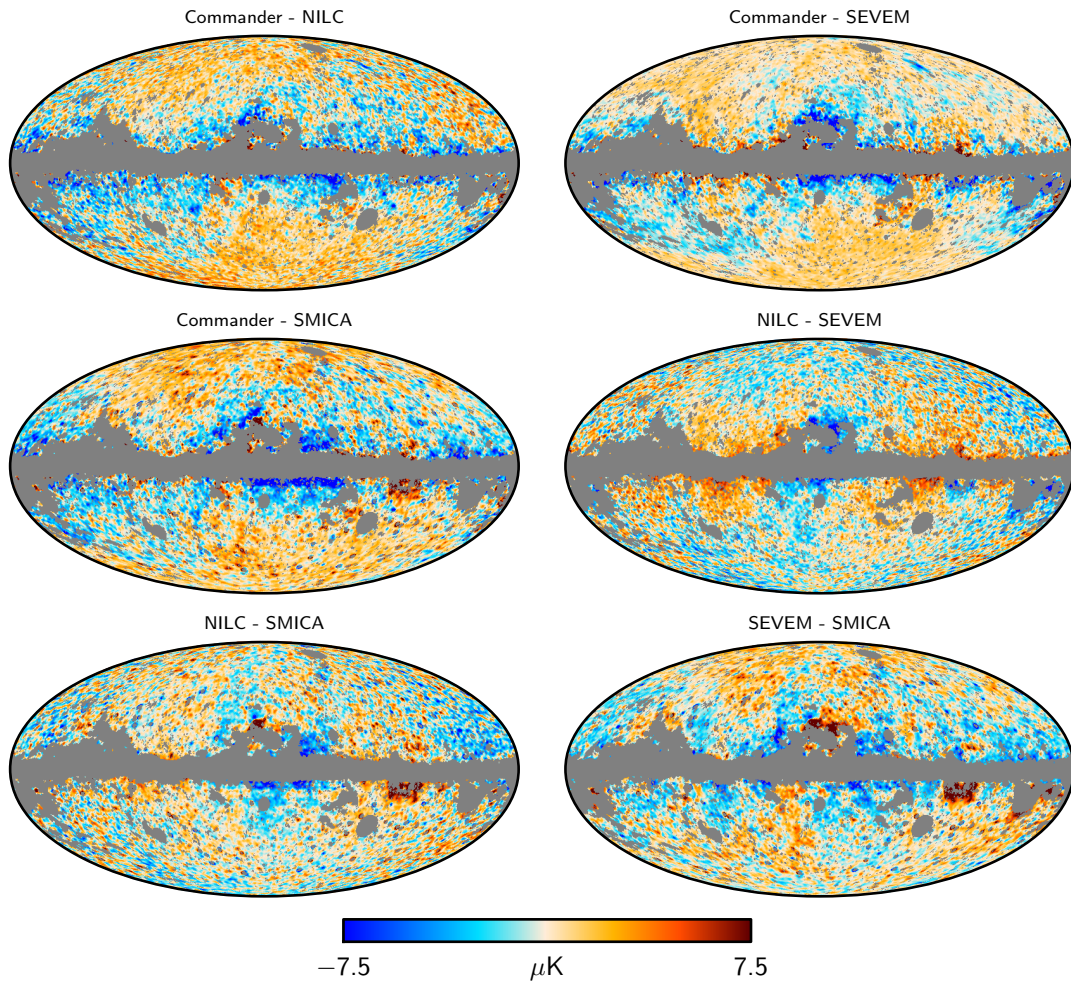 Commander - NILC
Commander - SEVEM
Commander - SMICA
NILC - SEVEM
NILC - SMICA
SEVEM - SMICA
−7.5 μK 7.5